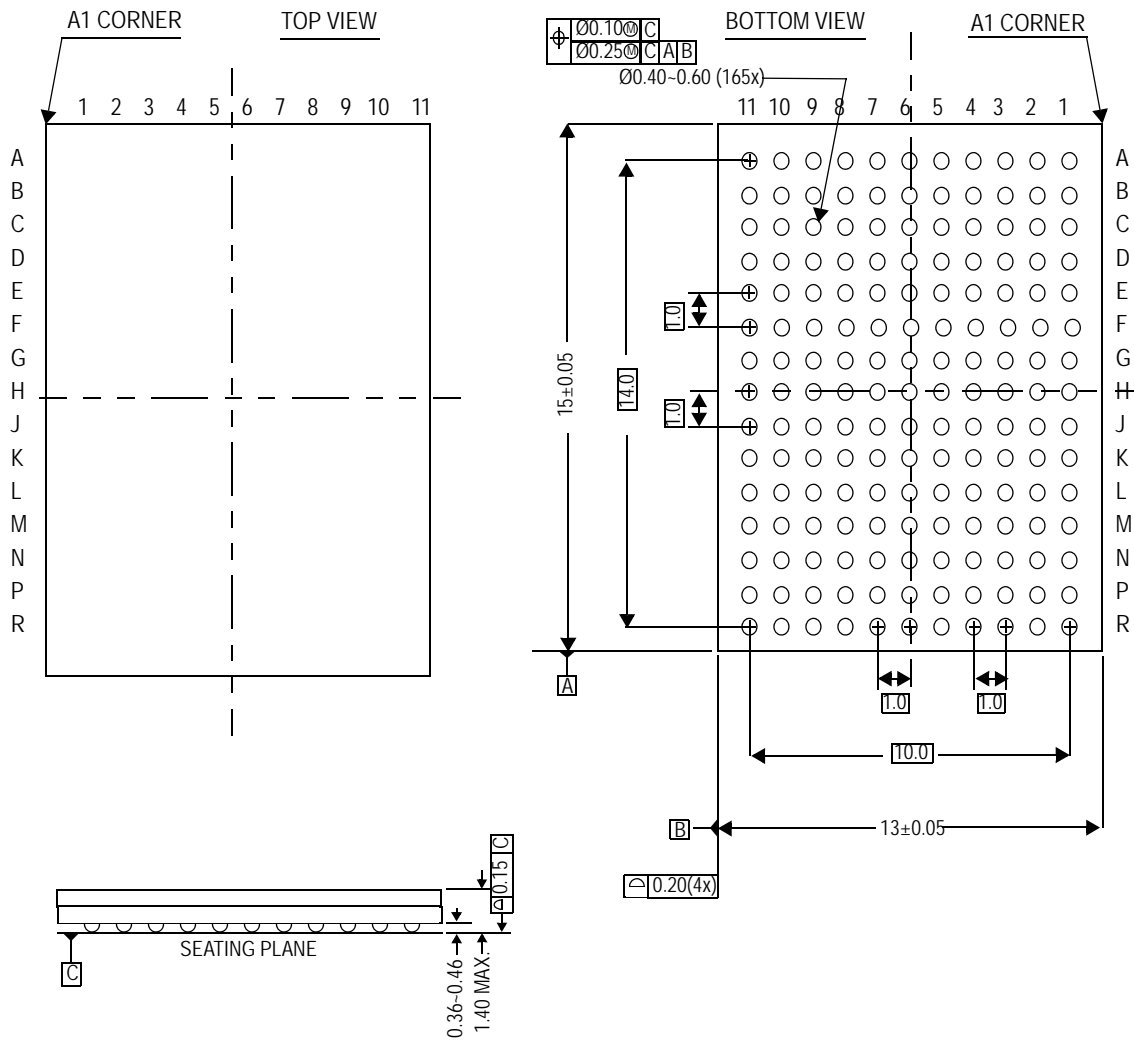 A1 CORNER
TOP VIEW
1 2 3 4 5 6 7 8 9 10 11
A
B
C
D
E
F
G
H
J
K
L
M
N
P
R
Ø0.10Ⓜ C
Ø0.25Ⓜ C A B
BOTTOM VIEW
A1 CORNER
Ø0.40~0.60 (165x)
11 10 9 8 7 6 5 4 3 2 1
A
B
C
D
E
F
G
H
J
K
L
M
N
P
R
1.0
15±0.05
14.0
1.0
A
1.0
1.0
10.0
B
13±0.05
0.20(4x)
0.15 C
SEATING PLANE
C
0.36~0.46
1.40 MAX.